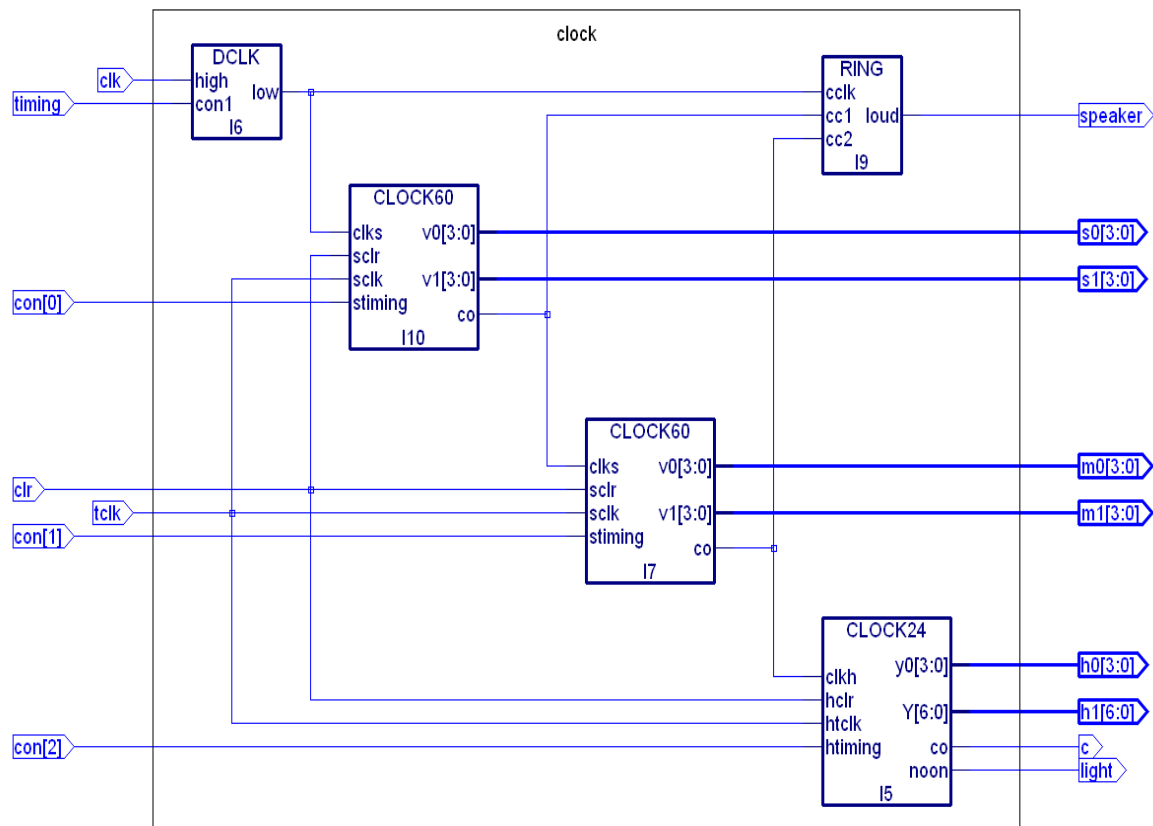 clock
DCLK
high
con1
low
I6
clk
timing
RING
cclk
cc1
cc2
loud
I9
speaker
CLOCK60
clks
sclr
sclk
stiming
v0[3:0]
v1[3:0]
co
I10
con[0]
s0[3:0]
s1[3:0]
CLOCK60
clks
sclr
sclk
stiming
v0[3:0]
v1[3:0]
co
I7
clr
tclk
con[1]
m0[3:0]
m1[3:0]
CLOCK24
clkh
hclr
htclk
htiming
y0[3:0]
Y[6:0]
co
noon
I5
con[2]
h0[3:0]
h1[6:0]
c
light